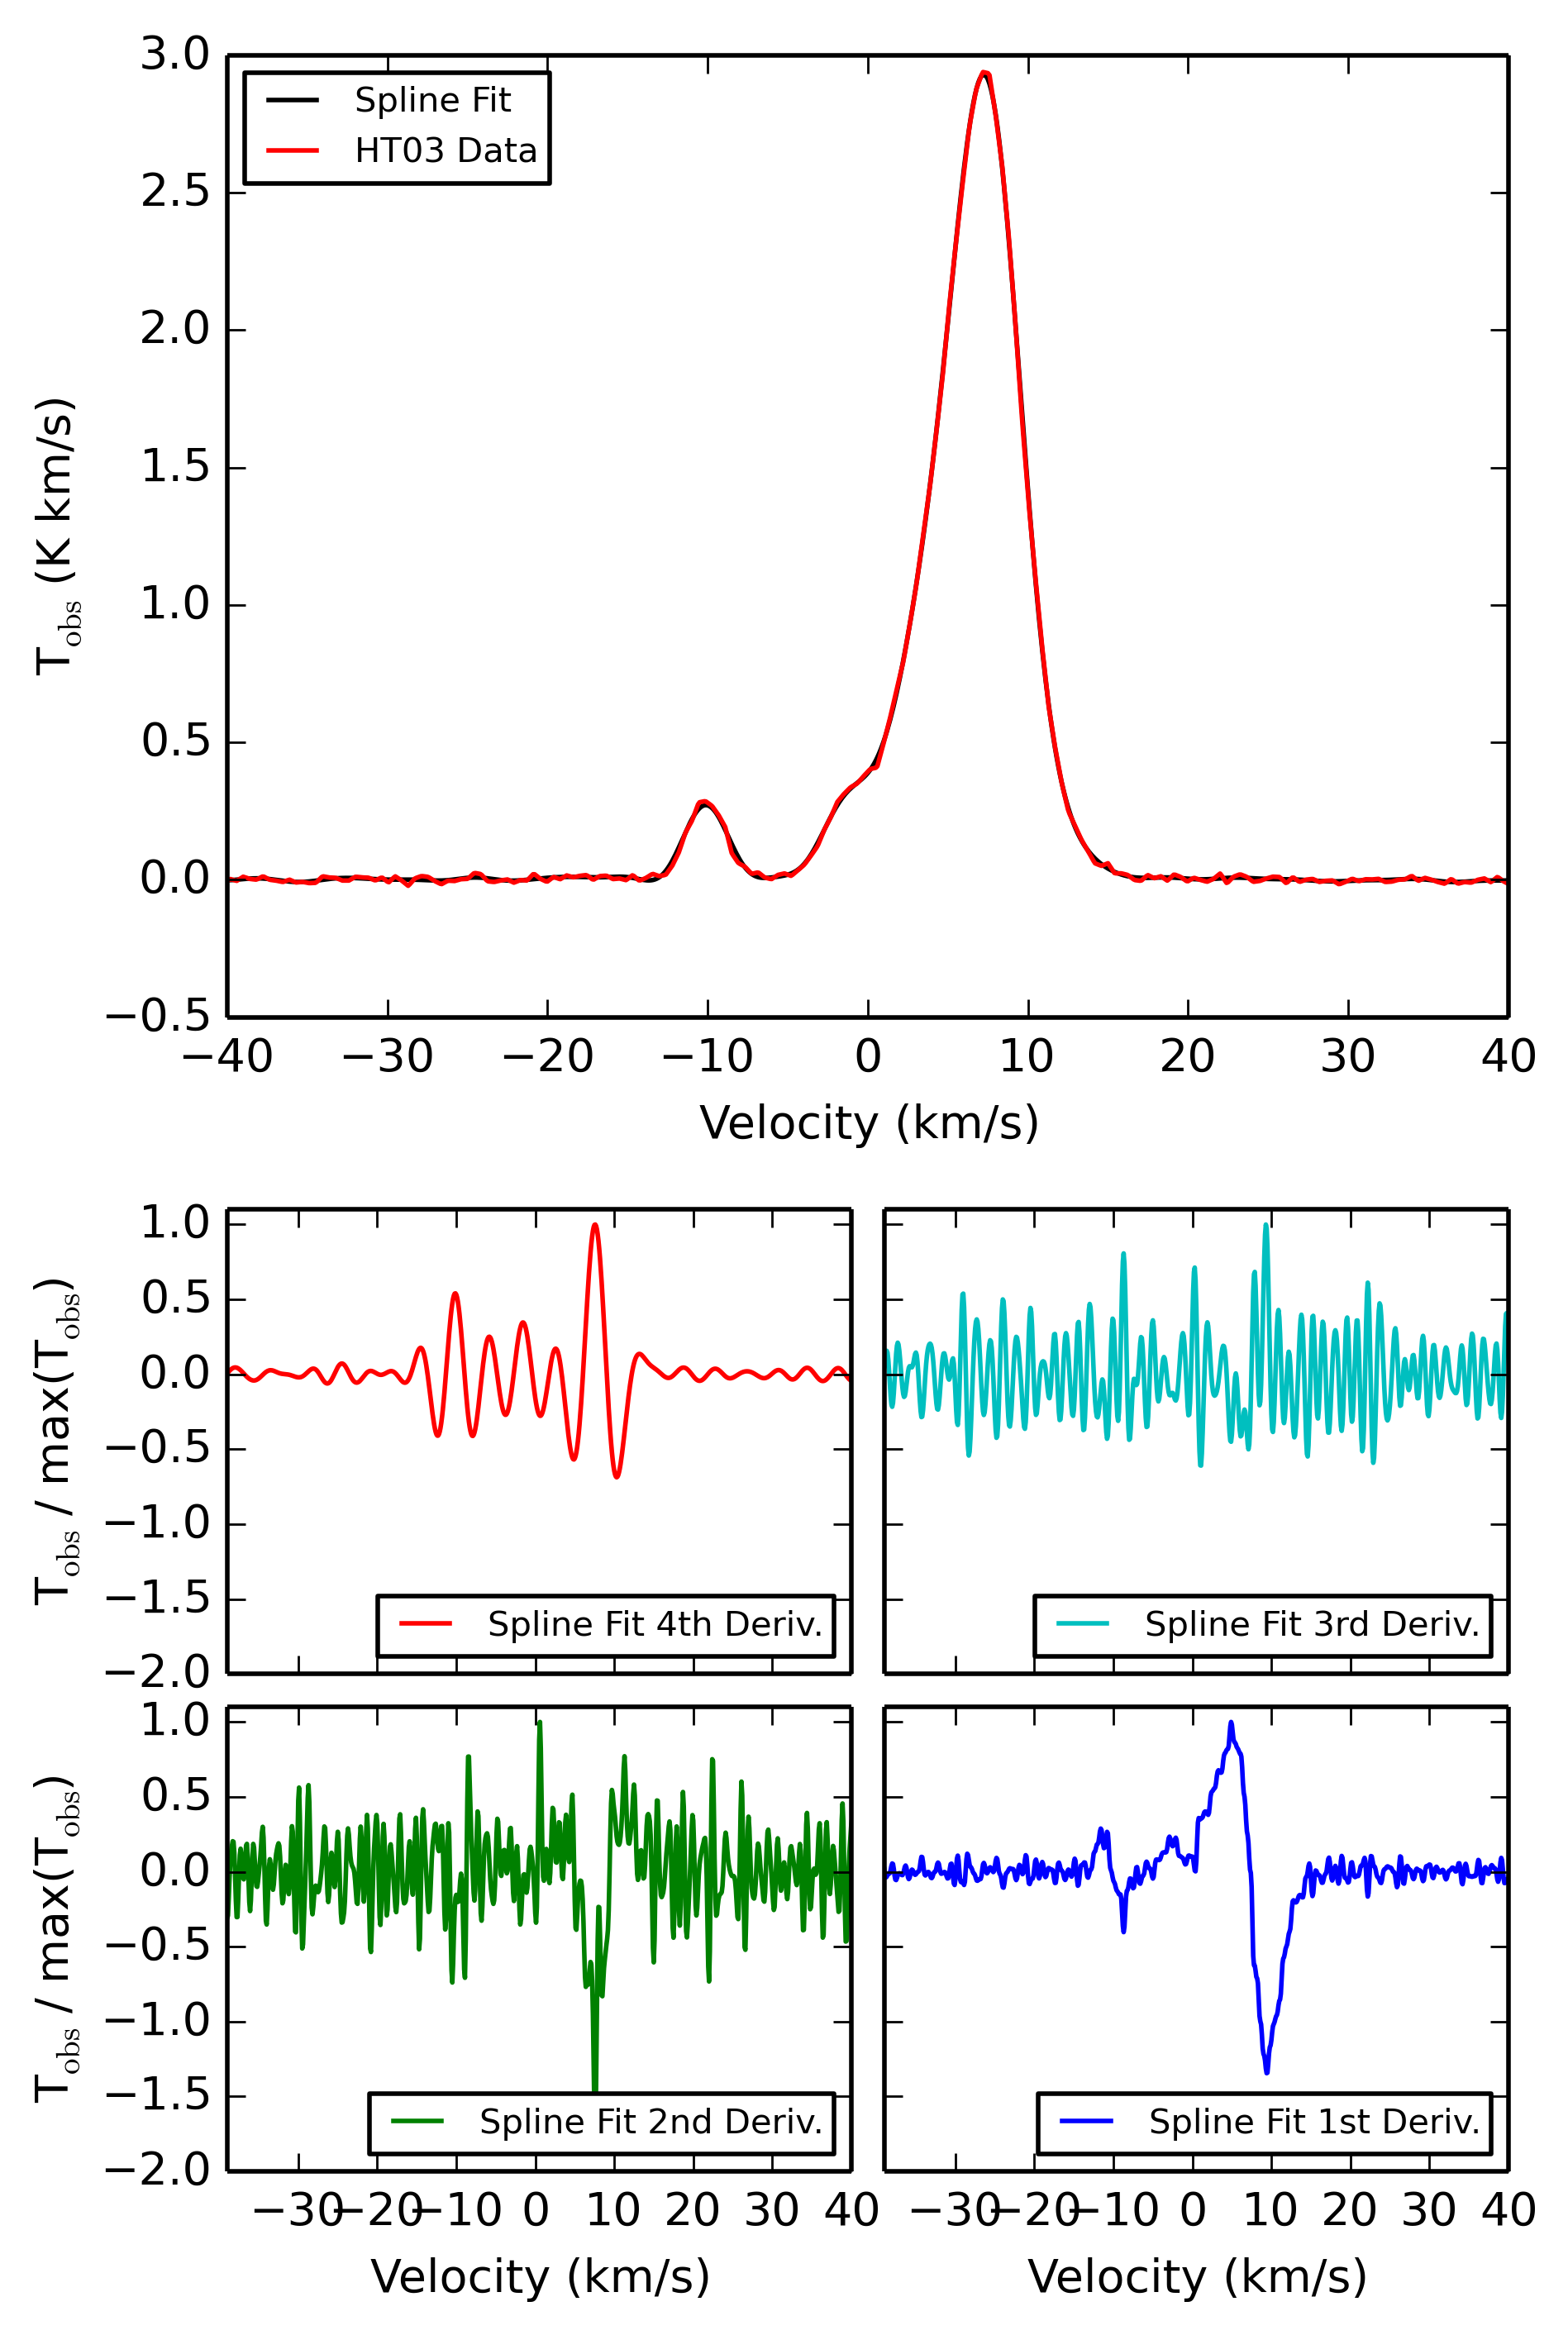 3.0
2.5
2.0
1.5
1.0
0.5
0.0
−0.5
T_obs (K km/s)
Spline Fit
HT03 Data
−40 −30 −20 −10 0 10 20 30 40
Velocity (km/s)
1.0
0.5
0.0
−0.5
−1.0
−1.5
−2.0
T_obs / max(T_obs)
Spline Fit 4th Deriv.
Spline Fit 3rd Deriv.
1.0
0.5
0.0
−0.5
−1.0
−1.5
−2.0
T_obs / max(T_obs)
Spline Fit 2nd Deriv.
Spline Fit 1st Deriv.
−30 −20 −10 0 10 20 30 40
−30 −20 −10 0 10 20 30 40
Velocity (km/s)
Velocity (km/s)